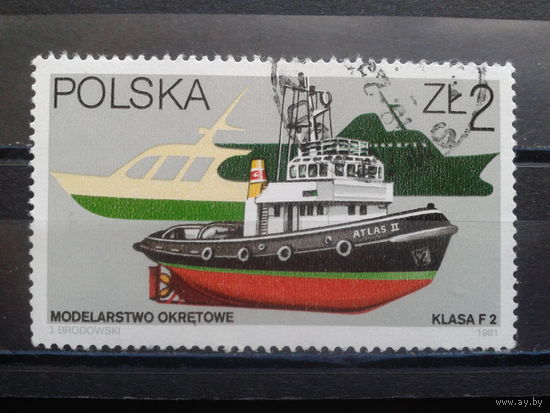 POLSKA
ZŁ2
ATLAS II
MODELARSTWO OKRĘTOWE
KLASA F 2
J. BRODOWSKI
1981
www.ay.by